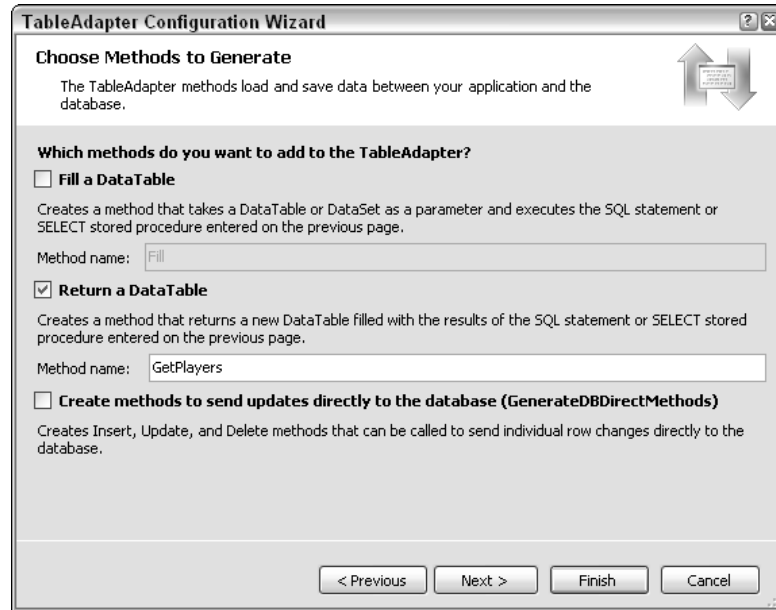 TableAdapter Configuration Wizard
Choose Methods to Generate
The TableAdapter methods load and save data between your application and the
database.
Which methods do you want to add to the TableAdapter?
Fill a DataTable
Creates a method that takes a DataTable or DataSet as a parameter and executes the SQL statement or
SELECT stored procedure entered on the previous page.
Method name: Fill
Return a DataTable
Creates a method that returns a new DataTable filled with the results of the SQL statement or SELECT stored
procedure entered on the previous page.
Method name: GetPlayers
Create methods to send updates directly to the database (GenerateDBDirectMethods)
Creates Insert, Update, and Delete methods that can be called to send individual row changes directly to the
database.
< Previous Next > Finish Cancel